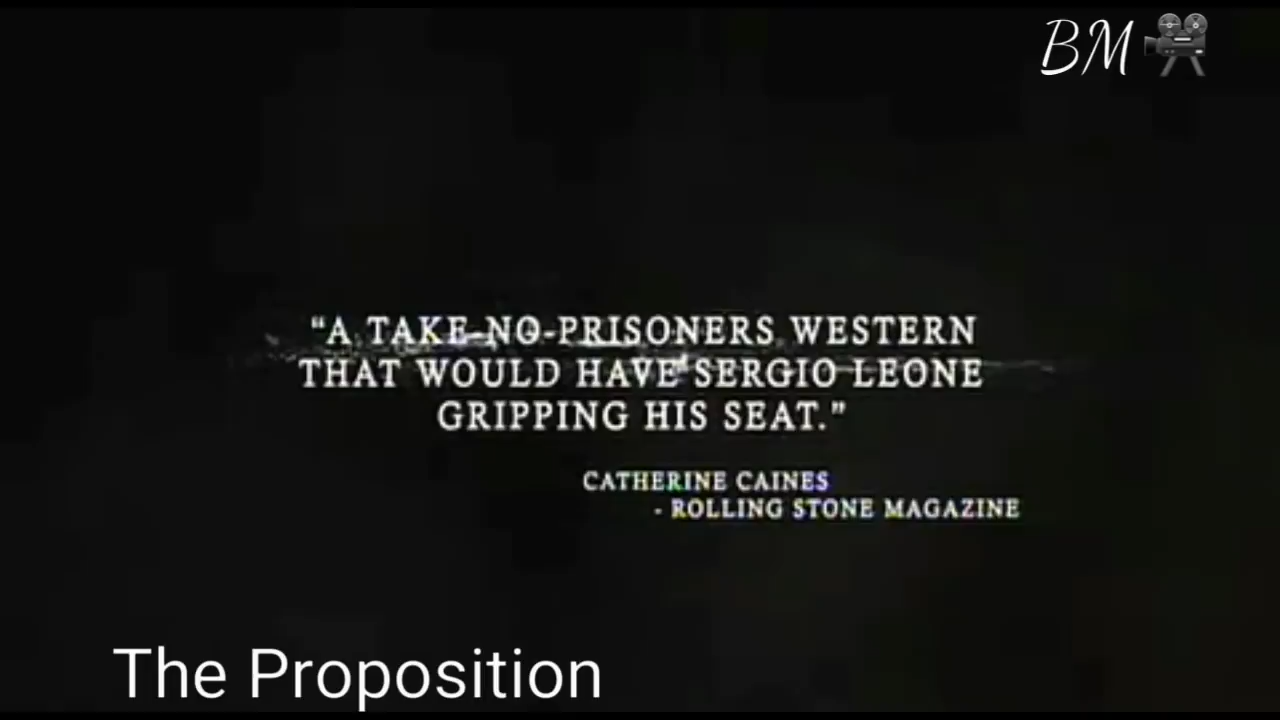 BM
“A TAKE-NO-PRISONERS WESTERN
THAT WOULD HAVE SERGIO LEONE
GRIPPING HIS SEAT.”
CATHERINE CAINES
- ROLLING STONE MAGAZINE
The Proposition